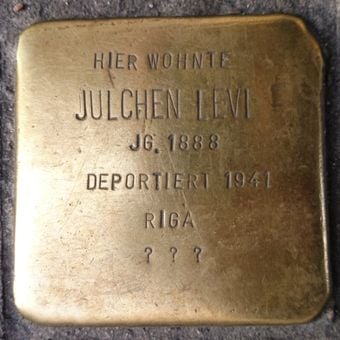 HIER WOHNTE
JULCHEN LEVI
JG. 1888
DEPORTIERT 1941
RIGA
? ? ?